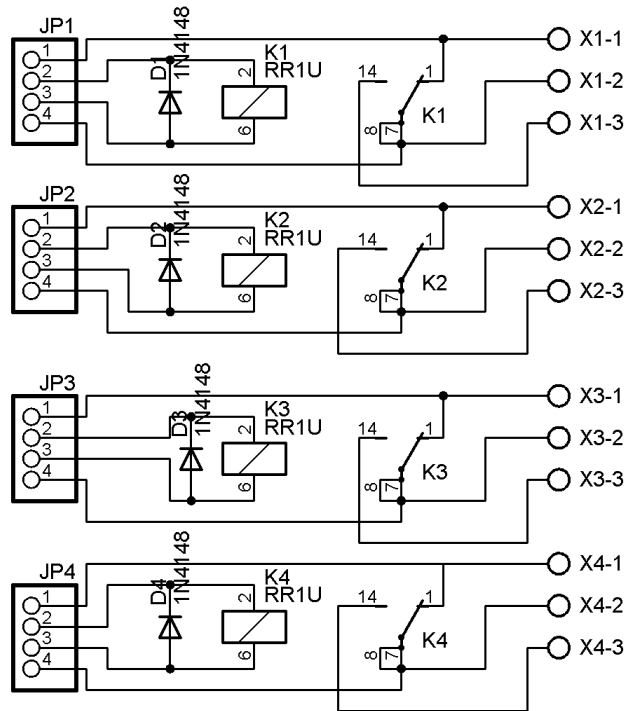 JP1
1
2
3
4
D1
1N4148
K1
RR1U
2
6
14
1
8
7
K1
X1-1
X1-2
X1-3
JP2
1
2
3
4
D2
1N4148
K2
RR1U
2
6
14
1
8
7
K2
X2-1
X2-2
X2-3
JP3
1
2
3
4
D3
1N4148
K3
RR1U
2
6
14
1
8
7
K3
X3-1
X3-2
X3-3
JP4
1
2
3
4
D4
1N4148
K4
RR1U
2
6
14
1
8
7
K4
X4-1
X4-2
X4-3